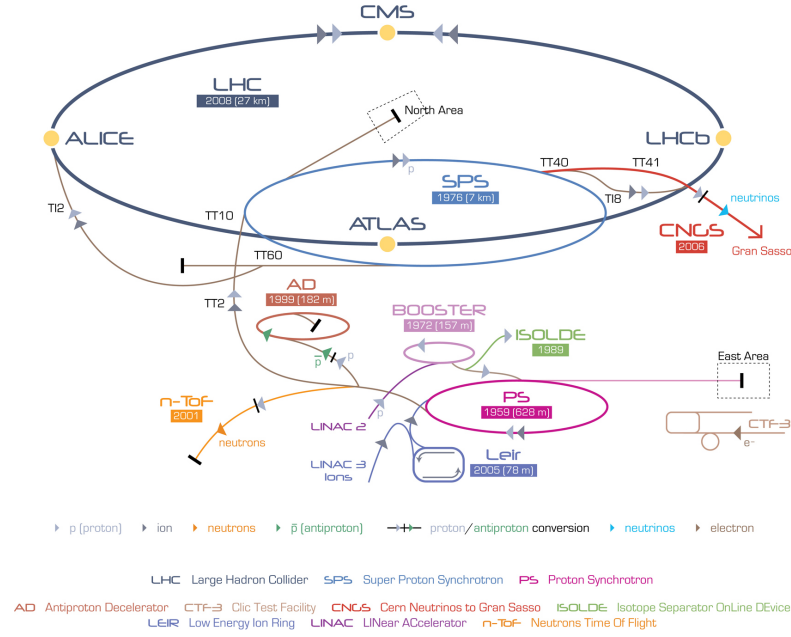 CMS
LHC
2008 (27 km)
North Area
ALICE
LHCb
TT40
TT41
p
SPS
1976 (7 km)
neutrinos
TI8
TI2
TT10
ATLAS
CNGS
2006
Gran Sasso
TT60
AD
1999 (182 m)
TT2
BOOSTER
1972 (157 m)
ISOLDE
1989
p̅
p
East Area
n-ToF
2001
PS
1959 (628 m)
p
LINAC 2
neutrons
CTF-3
e-
LINAC 3
Ions
Leir
2005 (78 m)
p (proton) ion neutrons p̅ (antiproton) proton/antiproton conversion neutrinos electron
LHC Large Hadron Collider SPS Super Proton Synchrotron PS Proton Synchrotron
AD Antiproton Decelerator CTF-3 Clic Test Facility CNGS Cern Neutrinos to Gran Sasso ISOLDE Isotope Separator OnLine DEvice
LEIR Low Energy Ion Ring LINAC LINear ACcelerator n-ToF Neutrons Time Of Flight